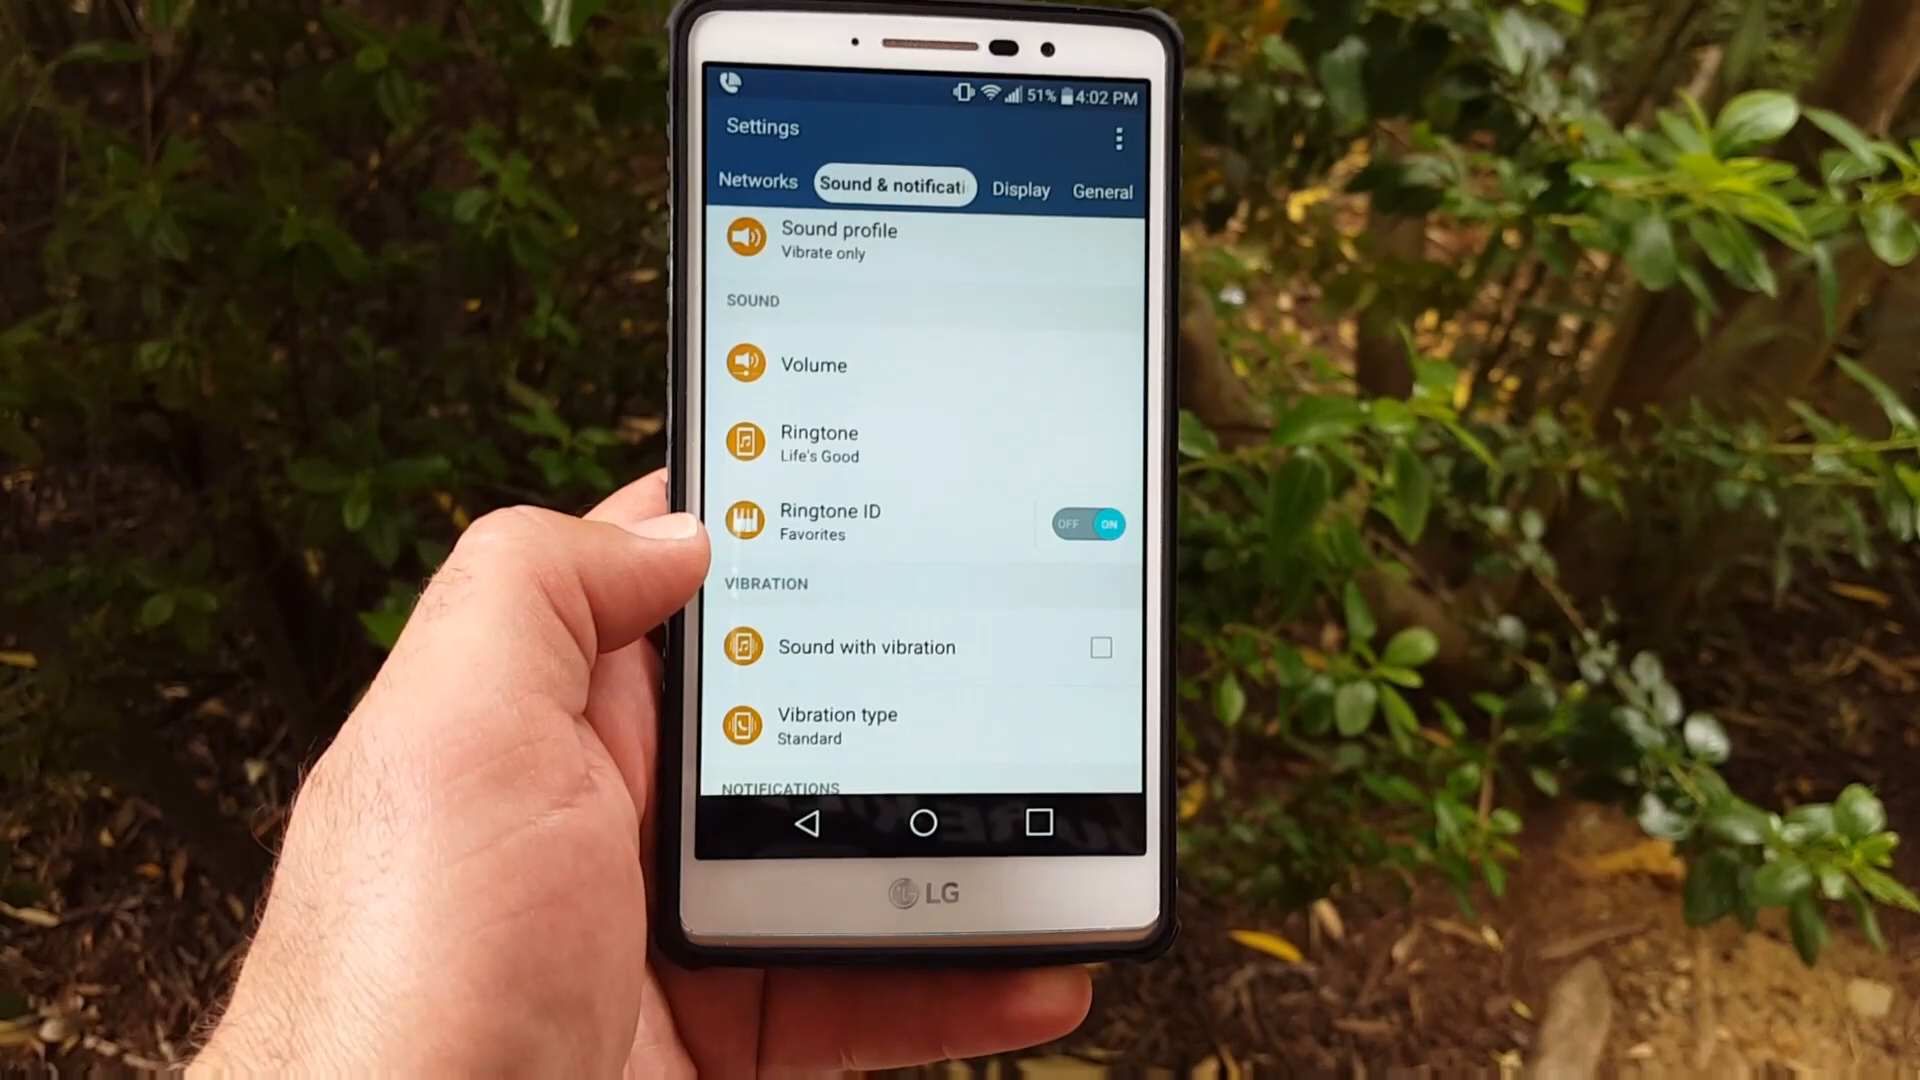 51% 4:02 PM
Settings
Networks Sound & notificati Display General
Sound profile
Vibrate only
SOUND
Volume
Ringtone
Life's Good
Ringtone ID
Favorites
OFF ON
VIBRATION
Sound with vibration
Vibration type
Standard
NOTIFICATIONS
LG